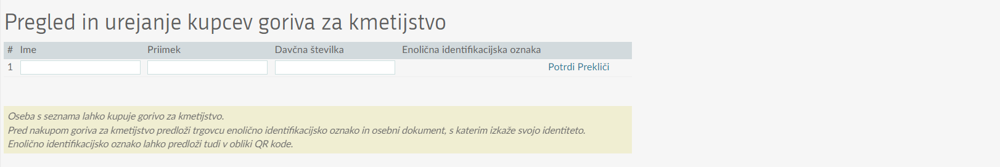 Pregled in urejanje kupcev goriva za kmetijstvo
# Ime Priimek Davčna številka Enolična identifikacijska oznaka
1 Potrdi Prekliči
Oseba s seznama lahko kupuje gorivo za kmetijstvo.
Pred nakupom goriva za kmetijstvo predloži trgovcu enolično identifikacijsko oznako in osebni dokument, s katerim izkaže svojo identiteto.
Enolično identifikacijsko oznako lahko predloži tudi v obliki QR kode.